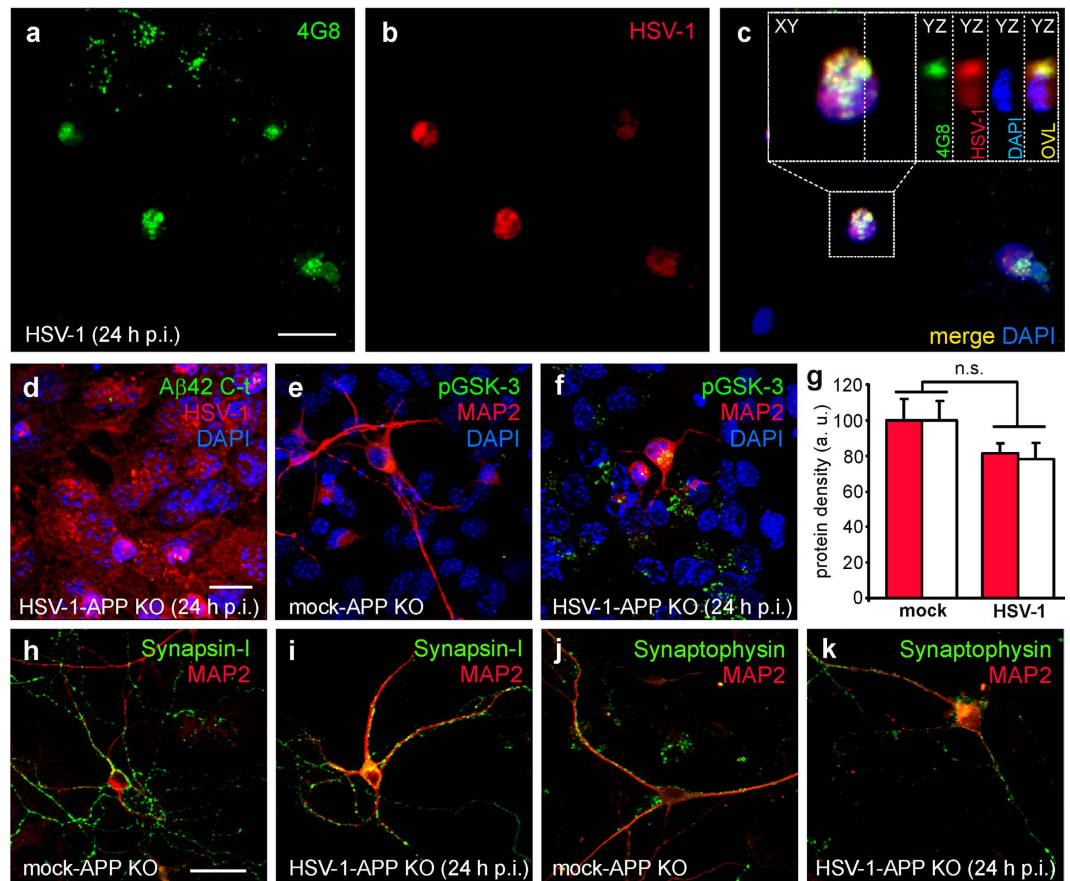 a
4G8
HSV-1 (24 h p.i.)
b
HSV-1
c
XY
YZ
YZ
YZ
YZ
4G8
HSV-1
DAPI
OVL
merge DAPI
d
Aβ42 C-t
HSV-1
DAPI
HSV-1-APP KO (24 h p.i.)
e
pGSK-3
MAP2
DAPI
mock-APP KO
f
pGSK-3
MAP2
DAPI
HSV-1-APP KO (24 h p.i.)
g
n.s.
protein density (a. u.)
120
100
80
60
40
20
0
mock
HSV-1
h
Synapsin-I
MAP2
mock-APP KO
i
Synapsin-I
MAP2
HSV-1-APP KO (24 h p.i.)
j
Synaptophysin
MAP2
mock-APP KO
k
Synaptophysin
MAP2
HSV-1-APP KO (24 h p.i.)